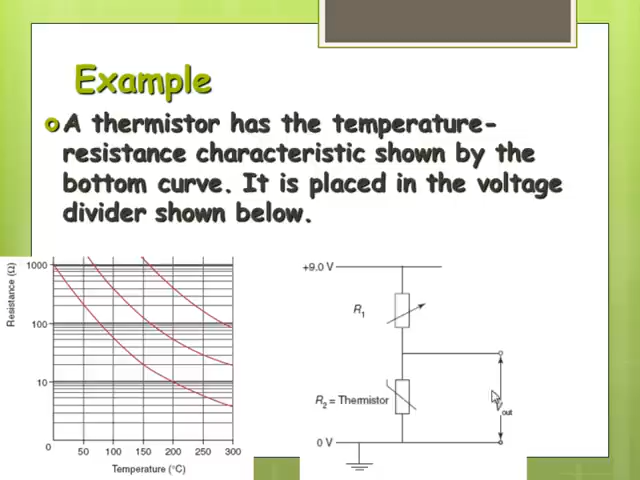 Example
A thermistor has the temperature-
resistance characteristic shown by the
bottom curve. It is placed in the voltage
divider shown below.
Resistance (Ω)
1000
100
10
0
50 100 150 200 250 300
Temperature (°C)
+9.0 V
R₁
R₂ = Thermistor
out
0 V